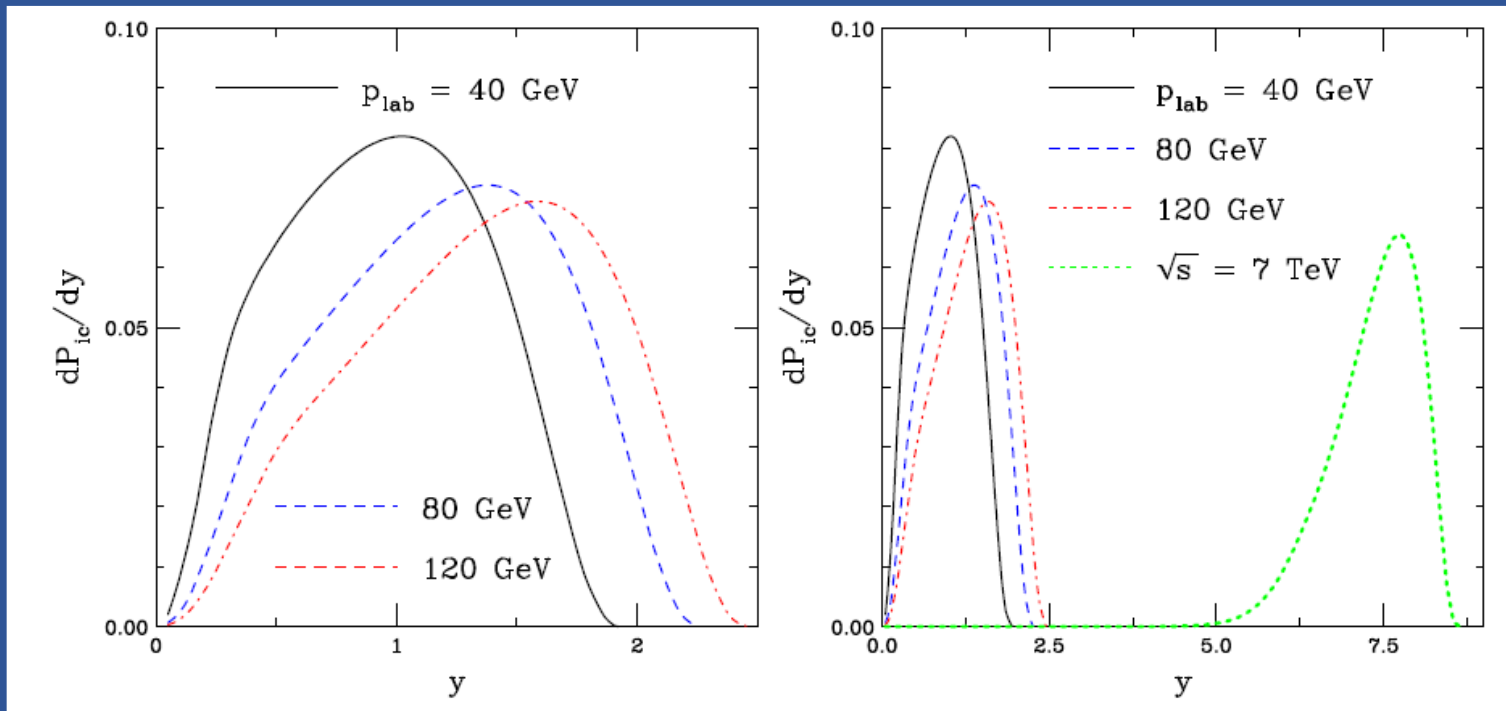 0.10
p_lab = 40 GeV
0.05
dP_ic/dy
80 GeV
120 GeV
0.00
0
1
2
y
0.10
p_lab = 40 GeV
80 GeV
120 GeV
√s = 7 TeV
0.05
dP_ic/dy
0.00
0.0
2.5
5.0
7.5
y